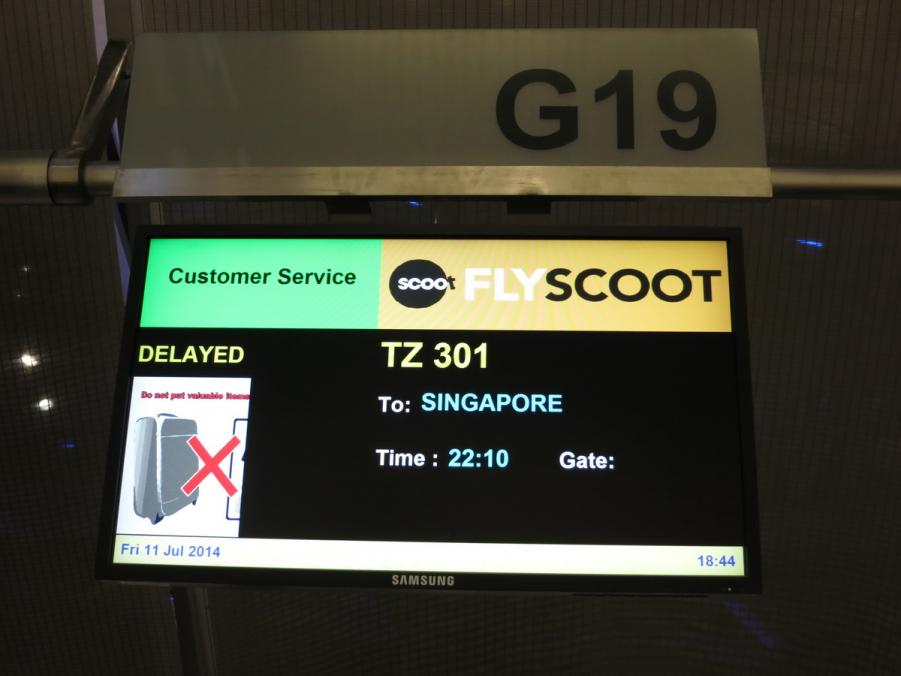 G19
Customer Service
scoot FLYSCOOT
DELAYED
TZ 301
Do not put valuable items
To: SINGAPORE
Time : 22:10 Gate:
Fri 11 Jul 2014
18:44
SAMSUNG